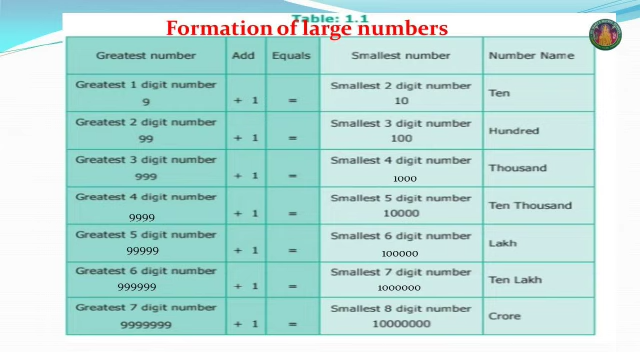 Table: 1.1
Formation of large numbers
Greatest number Add Equals Smallest number Number Name
Greatest 1 digit number Smallest 2 digit number
9 + 1 = 10 Ten
Greatest 2 digit number Smallest 3 digit number
99 + 1 = 100 Hundred
Greatest 3 digit number Smallest 4 digit number
999 + 1 = 1000 Thousand
Greatest 4 digit number Smallest 5 digit number
9999 + 1 = 10000 Ten Thousand
Greatest 5 digit number Smallest 6 digit number
99999 + 1 = 100000 Lakh
Greatest 6 digit number Smallest 7 digit number
999999 + 1 = 1000000 Ten Lakh
Greatest 7 digit number Smallest 8 digit number
9999999 + 1 = 10000000 Crore